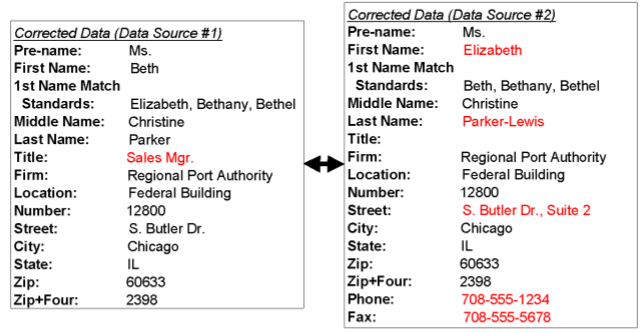 Corrected Data (Data Source #1)
Pre-name: Ms.
First Name: Beth
1st Name Match
Standards: Elizabeth, Bethany, Bethel
Middle Name: Christine
Last Name: Parker
Title: Sales Mgr.
Firm: Regional Port Authority
Location: Federal Building
Number: 12800
Street: S. Butler Dr.
City: Chicago
State: IL
Zip: 60633
Zip+Four: 2398
Corrected Data (Data Source #2)
Pre-name: Ms.
First Name: Elizabeth
1st Name Match
Standards: Beth, Bethany, Bethel
Middle Name: Christine
Last Name: Parker-Lewis
Title:
Firm: Regional Port Authority
Location: Federal Building
Number: 12800
Street: S. Butler Dr., Suite 2
City: Chicago
State: IL
Zip: 60633
Zip+Four: 2398
Phone: 708-555-1234
Fax: 708-555-5678